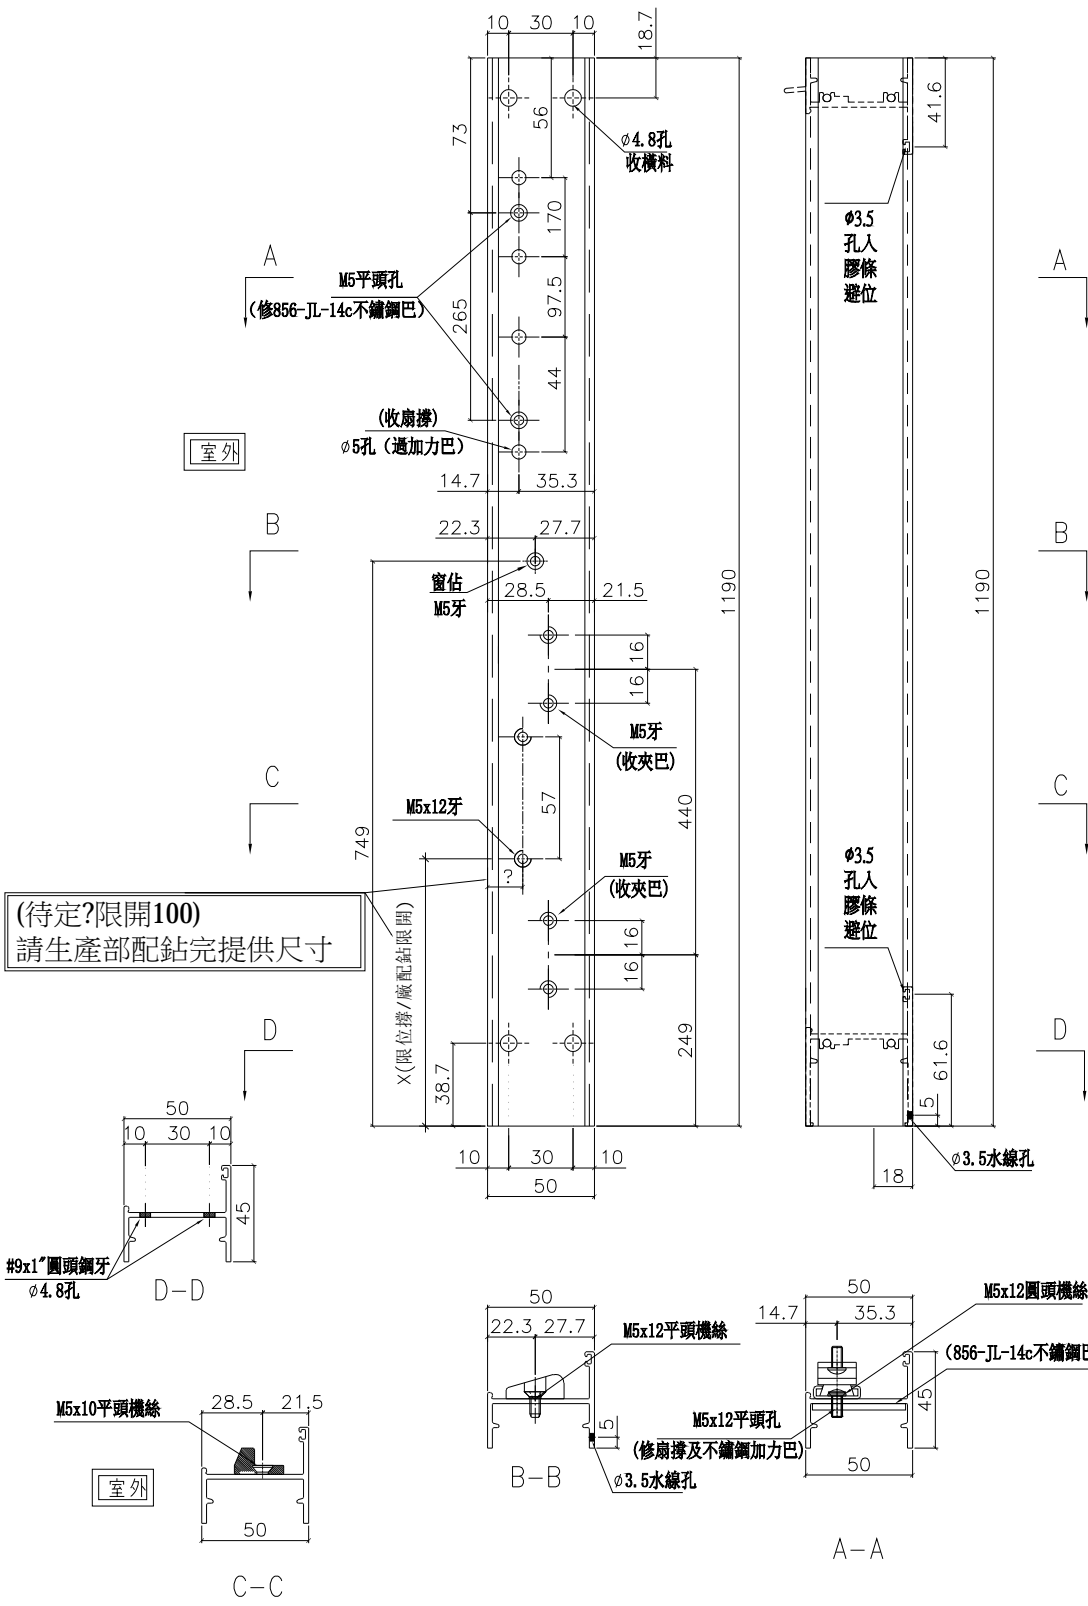 10 30 10
18.7
73
56
41.6
φ4.8孔
收橫料
170
φ3.5
孔入
膠條
避位
A
A
M5平頭孔
(修856-JL-14c不鏽鋼巴)
265
97.5
44
(收扇撐)
φ5孔（過加力巴）
室外
14.7 35.3
B
B
22.3 27.7
1190
1190
窗佔
M5牙
28.5 21.5
16
16
M5牙
(收夾巴)
C
C
M5x12牙
57
440
749
M5牙
(收夾巴)
φ3.5
孔入
膠條
避位
?
(待定?限開100)
請生產部配鉆完提供尺寸
X(限位撐/廠配鉆限開)
16
16
D
D
38.7
249
61.6
5
50
10 30 10
10 30 10
50
18
φ3.5水線孔
45
#9x1"圓頭鋼牙
φ4.8孔
D-D
50
22.3 27.7
M5x12平頭機絲
50
14.7 35.3
M5x12圓頭機絲
(856-JL-14c不鏽鋼巴
45
M5x10平頭機絲
28.5 21.5
5
M5x12平頭孔
(修扇撐及不鏽鋼加力巴)
50
室外
B-B
φ3.5水線孔
50
A-A
C-C